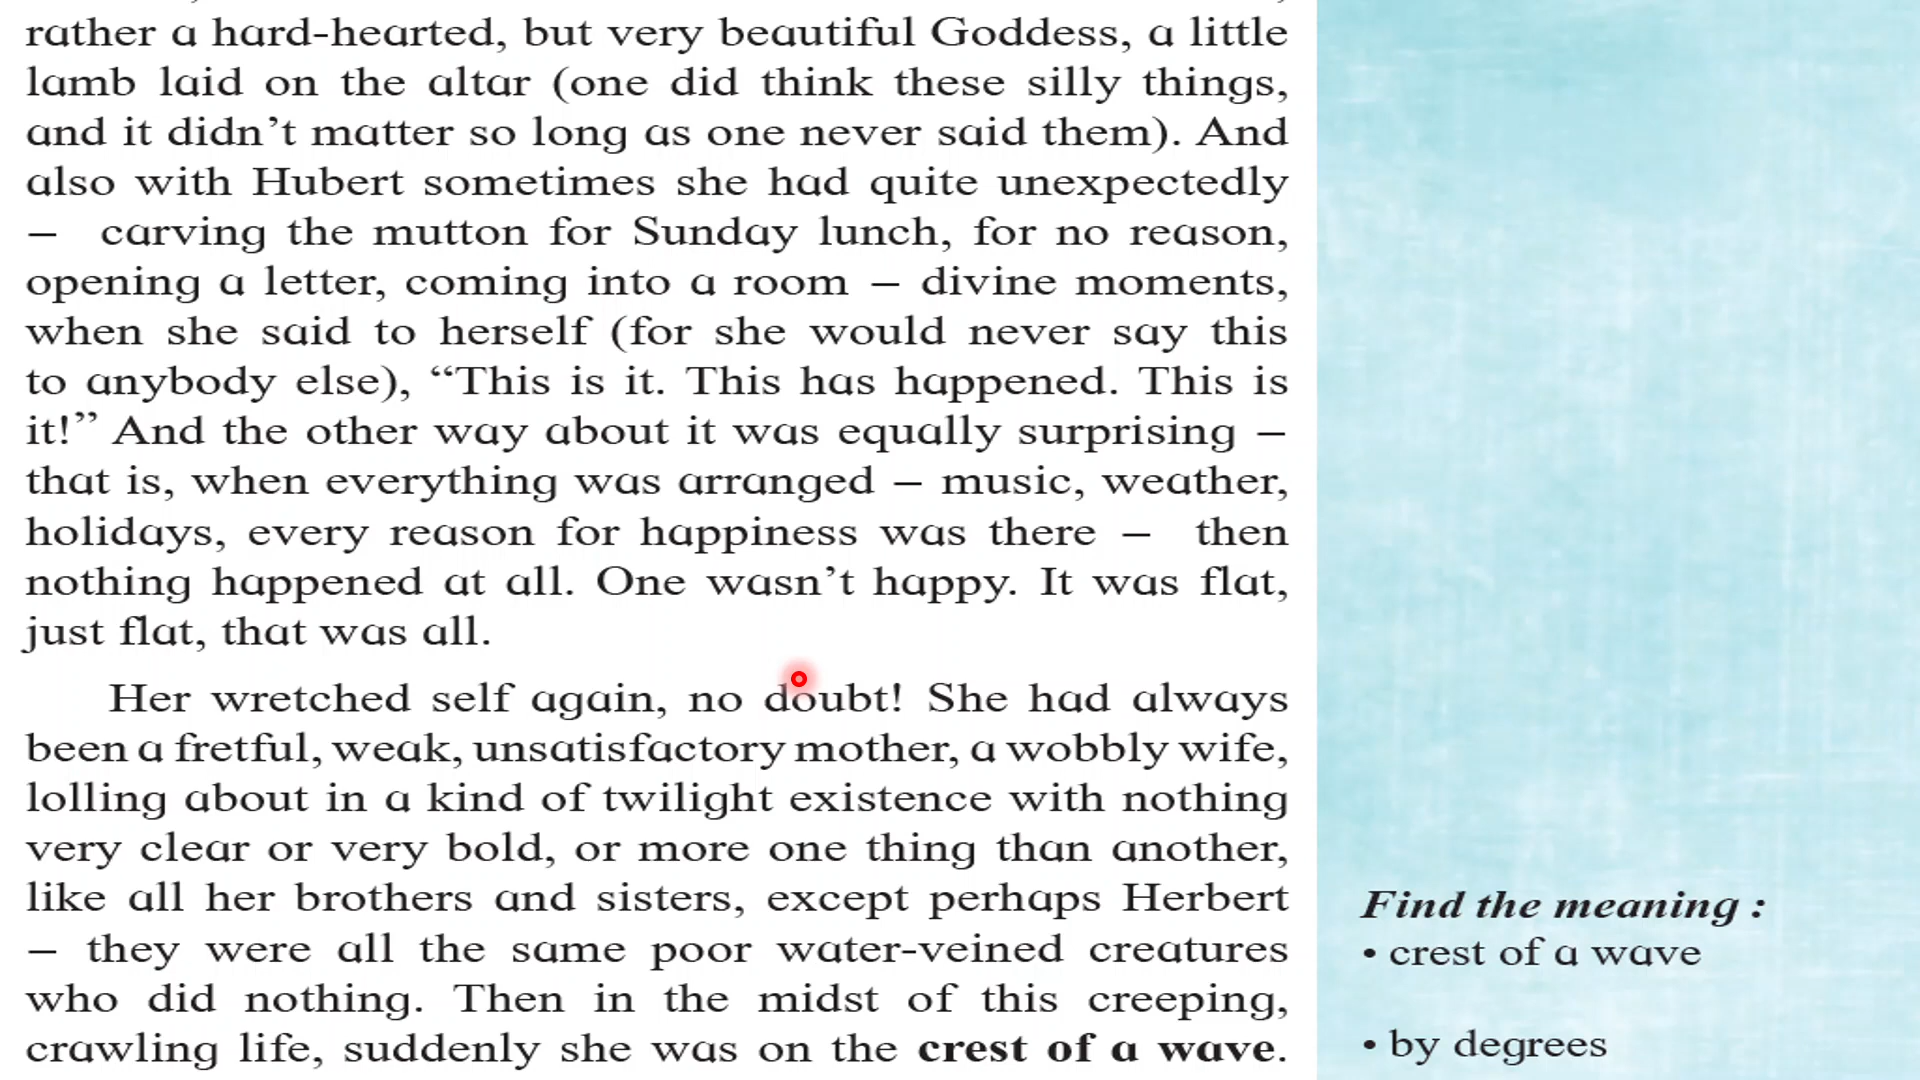 rather a hard-hearted, but very beautiful Goddess, a little
lamb laid on the altar (one did think these silly things,
and it didn’t matter so long as one never said them). And
also with Hubert sometimes she had quite unexpectedly
– carving the mutton for Sunday lunch, for no reason,
opening a letter, coming into a room – divine moments,
when she said to herself (for she would never say this
to anybody else), “This is it. This has happened. This is
it!” And the other way about it was equally surprising –
that is, when everything was arranged – music, weather,
holidays, every reason for happiness was there – then
nothing happened at all. One wasn’t happy. It was flat,
just flat, that was all.
Her wretched self again, no doubt! She had always
been a fretful, weak, unsatisfactory mother, a wobbly wife,
lolling about in a kind of twilight existence with nothing
very clear or very bold, or more one thing than another,
like all her brothers and sisters, except perhaps Herbert
– they were all the same poor water-veined creatures
who did nothing. Then in the midst of this creeping,
crawling life, suddenly she was on the crest of a wave.
Find the meaning :
• crest of a wave
• by degrees